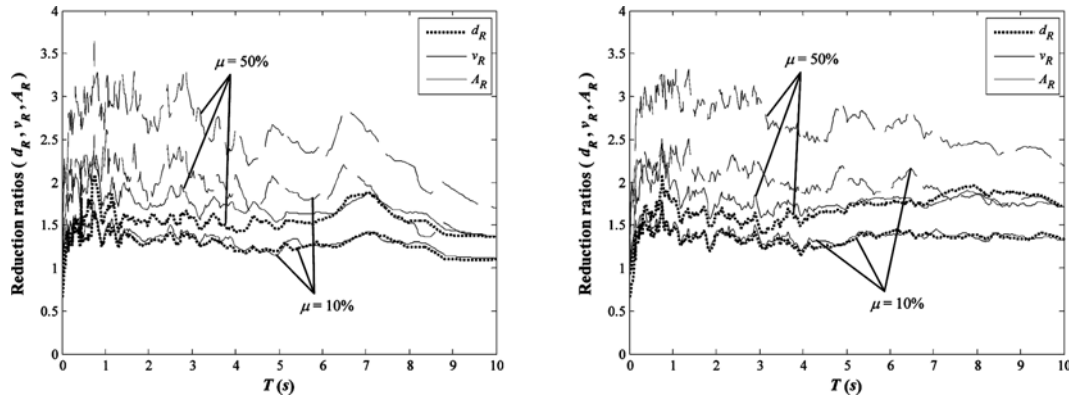 Reduction ratios ( d_R , v_R , A_R )
4
3.5
3
2.5
2
1.5
1
0.5
0
0 1 2 3 4 5 6 7 8 9 10
T (s)
d_R
v_R
A_R
μ = 50%
μ = 10%
Reduction ratios ( d_R , v_R , A_R )
4
3.5
3
2.5
2
1.5
1
0.5
0
0 1 2 3 4 5 6 7 8 9 10
T (s)
d_R
v_R
A_R
μ = 50%
μ = 10%